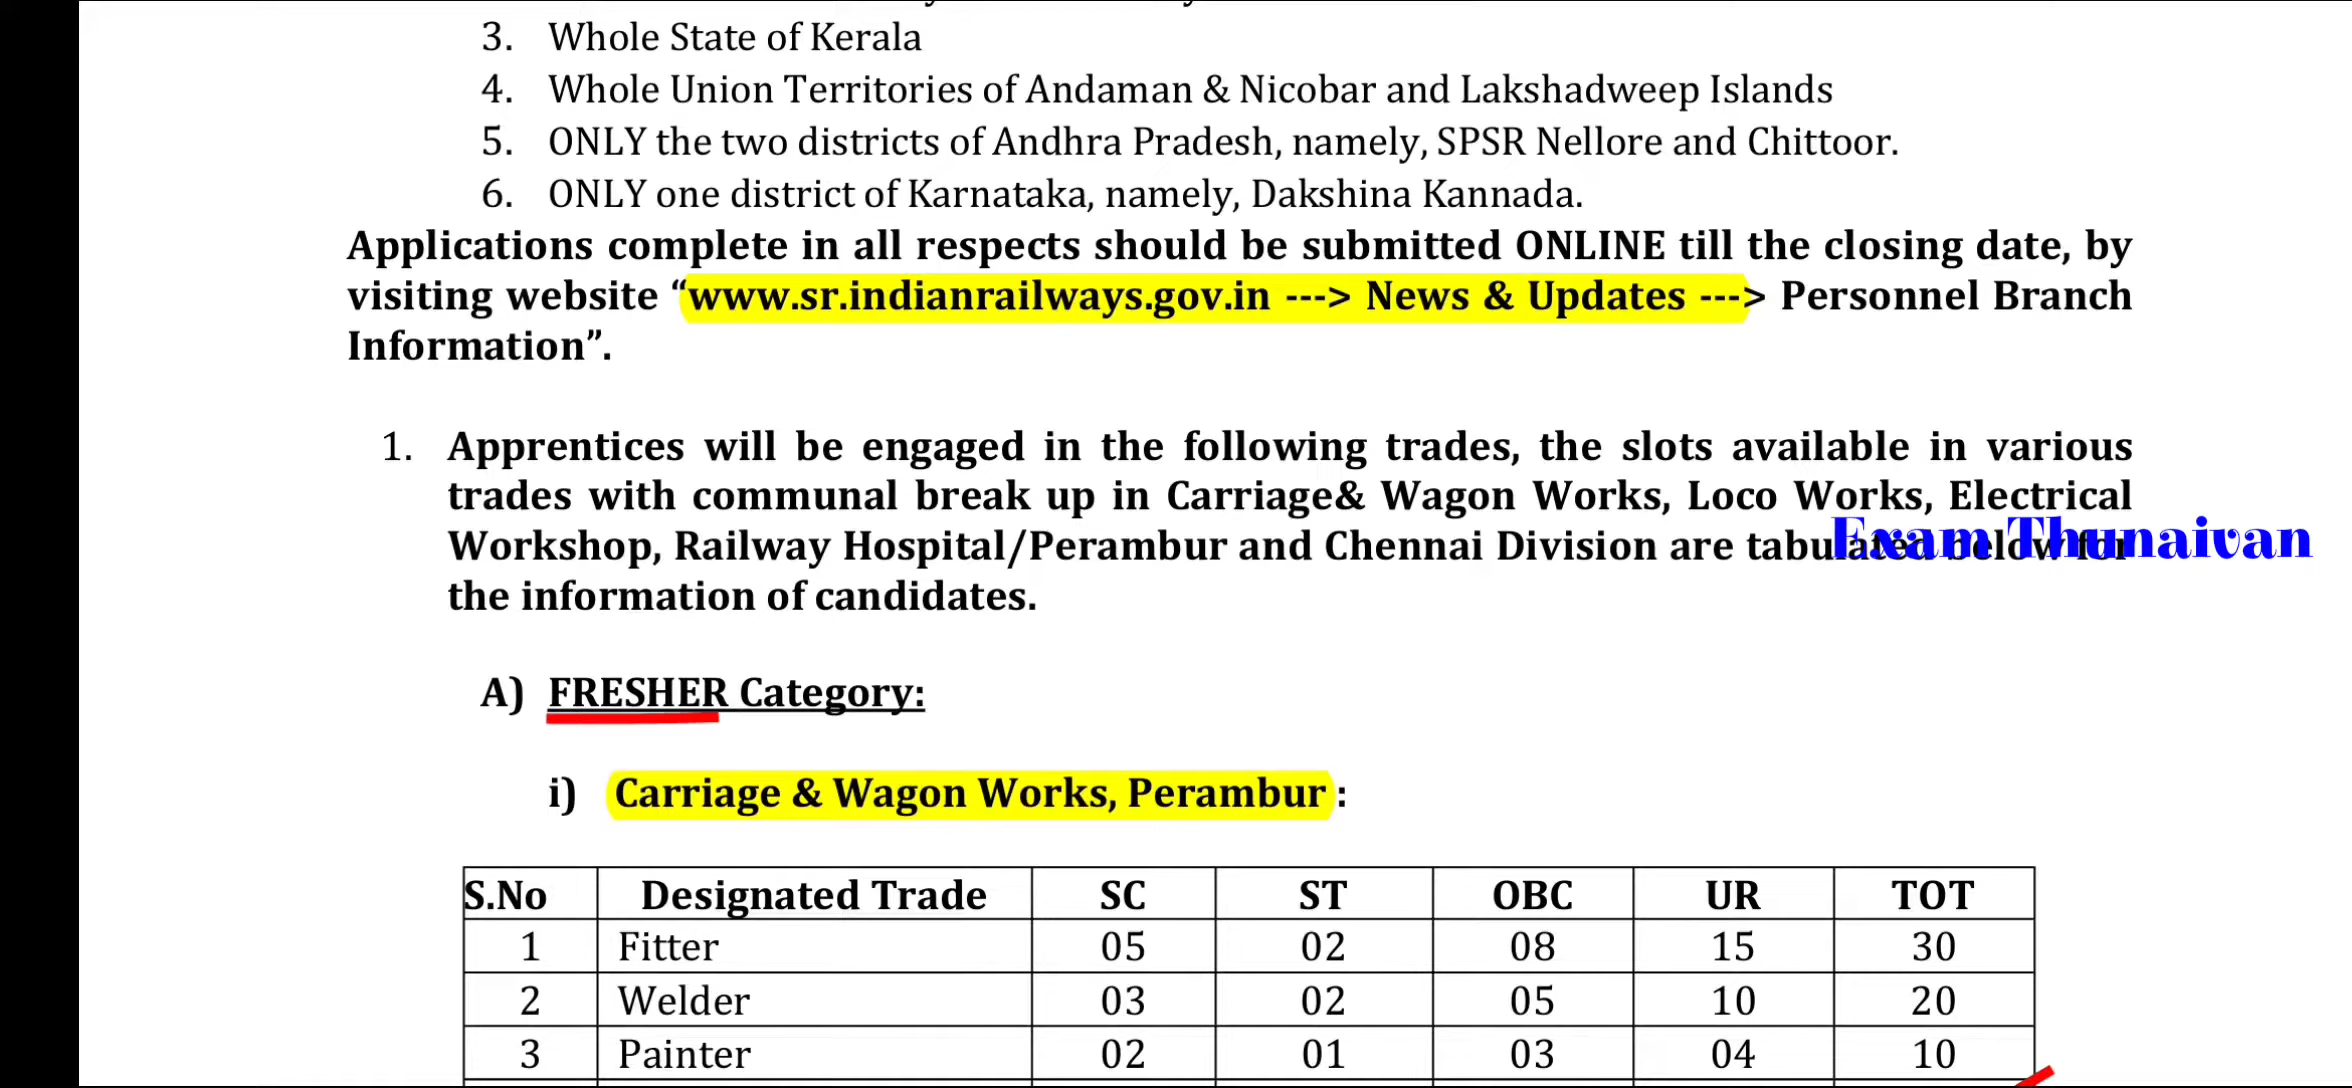 3. Whole State of Kerala
4. Whole Union Territories of Andaman & Nicobar and Lakshadweep Islands
5. ONLY the two districts of Andhra Pradesh, namely, SPSR Nellore and Chittoor.
6. ONLY one district of Karnataka, namely, Dakshina Kannada.
Applications complete in all respects should be submitted ONLINE till the closing date, by
visiting website “www.sr.indianrailways.gov.in ---> News & Updates ---> Personnel Branch
Information”.
1. Apprentices will be engaged in the following trades, the slots available in various
trades with communal break up in Carriage& Wagon Works, Loco Works, Electrical
Workshop, Railway Hospital/Perambur and Chennai Division are tabulated below for
Exam Thunaivan
the information of candidates.
A) FRESHER Category:
i) Carriage & Wagon Works, Perambur :
S.No Designated Trade SC ST OBC UR TOT
1 Fitter 05 02 08 15 30
2 Welder 03 02 05 10 20
3 Painter 02 01 03 04 10